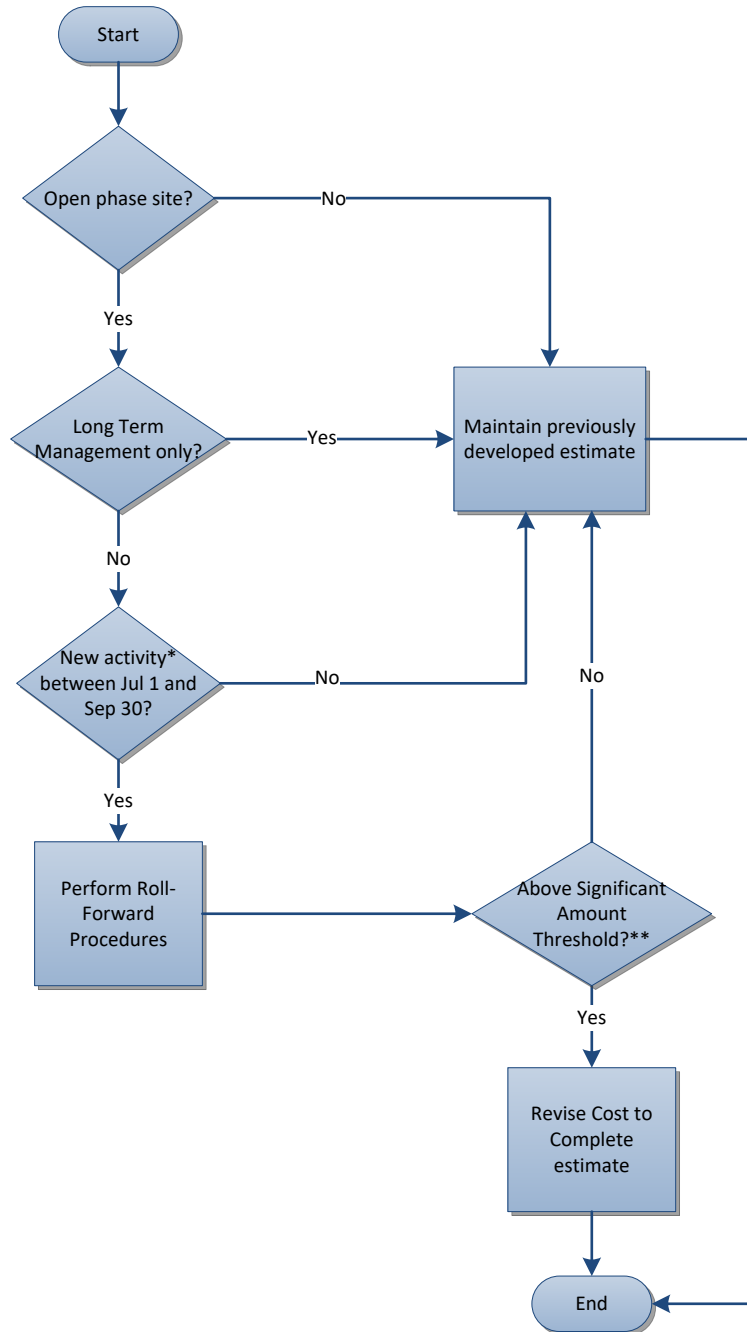 Start
Open phase site?
No
Yes
Long Term
Management only?
Yes
Maintain previously
developed estimate
No
New activity*
between Jul 1 and
Sep 30?
No
No
Yes
Perform Roll-
Forward
Procedures
Above Significant
Amount
Threshold?**
Yes
Revise Cost to
Complete
estimate
End